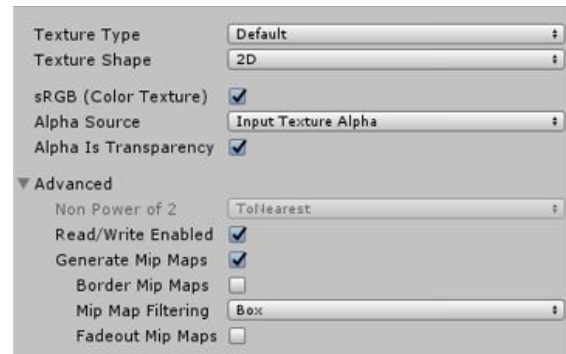 Texture Type Default
Texture Shape 2D
sRGB (Color Texture)
Alpha Source Input Texture Alpha
Alpha Is Transparency
Advanced
Non Power of 2 ToNearest
Read/Write Enabled
Generate Mip Maps
Border Mip Maps
Mip Map Filtering Box
Fadeout Mip Maps